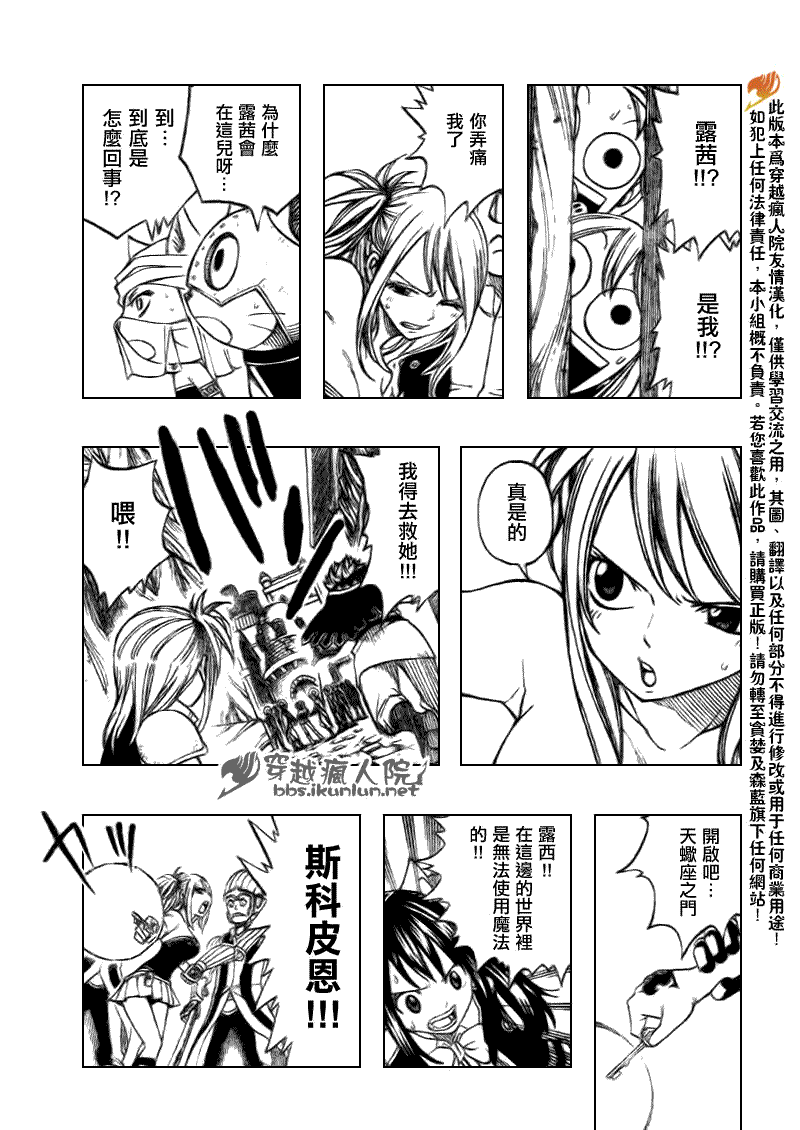 露茜!!?
是我!!?
你弄痛
我了
為什麼
露茜會
在這兒呀…
到…
到底是
怎麼回事!?
真是的
我得去救她!!!
喂!!
開啟吧…
天蠍座之門
露西!!
在這邊的世界裡
是無法使用魔法
的!!
斯科皮恩!!!
穿越瘋人院
bbs.ikunlun.net
此版本爲穿越瘋人院友情漢化，僅供學習交流之用，其圖、翻譯以及任何部分不得進行修改或用于任何商業用途！
如犯上任何法律責任，本小組概不負責。若您喜歡此作品，請購買正版！請勿轉至貪婪及森藍旗下任何網站！